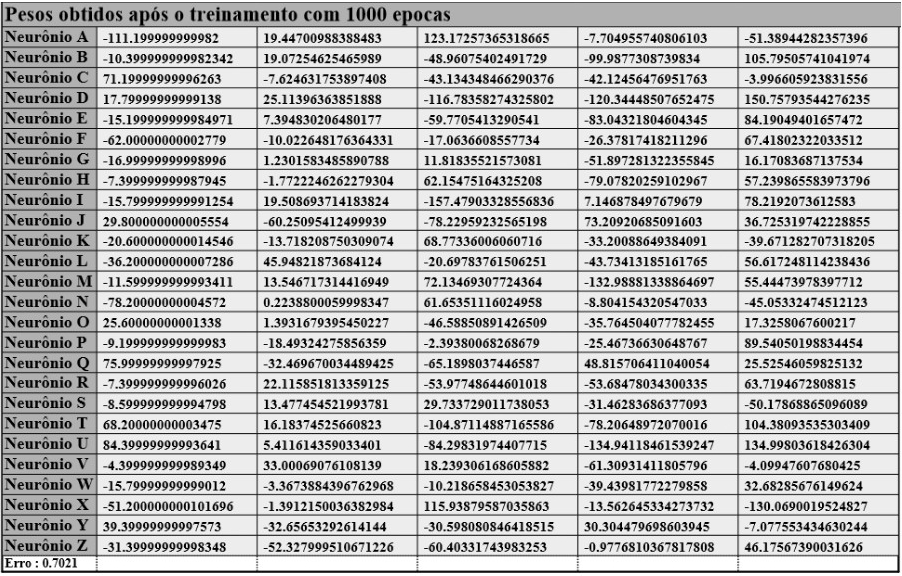 Pesos obtidos após o treinamento com 1000 epocas
Neurônio A -111.199999999982 19.44700988388483 123.17257365318665 -7.704955740806103 -51.38944282357396
Neurônio B -10.399999999982342 19.07254625465989 -48.96075402491729 -99.9877308739834 105.79505741041974
Neurônio C 71.19999999996263 -7.624631753897408 -43.134348466290376 -42.12456476951763 -3.996605923831556
Neurônio D 17.79999999999138 25.11396363851888 -116.78358274325802 -120.34448507652475 150.75793544276235
Neurônio E -15.199999999984971 7.394830206480177 -59.7705413290541 -83.04321804604345 84.19049401657472
Neurônio F -62.00000000002779 -10.022648176364331 -17.0636608557734 -26.37817418211296 67.41802322033512
Neurônio G -16.99999999998996 1.2301583485890788 11.81835521573081 -51.897281322355845 16.17083687137534
Neurônio H -7.399999999987945 -1.7722246262279304 62.15475164325208 -79.07820259102967 57.239865583973796
Neurônio I -15.799999999991254 19.508693714183824 -157.47903328556836 7.146878497679679 78.2192073612583
Neurônio J 29.800000000005554 -60.25095412499939 -78.22959232565198 73.20920685091603 36.725319742228855
Neurônio K -20.600000000014546 -13.718208750309074 68.77336006060716 -33.20088649384091 -39.671282707318205
Neurônio L -36.200000000007286 45.94821873684124 -20.69783761506251 -43.73413185161765 56.617248114238436
Neurônio M -11.599999999993411 13.546717314416949 72.13469307724364 -132.98881338864697 55.44473978397712
Neurônio N -78.20000000004572 0.2238800059998347 61.65351116024958 -8.804154320547033 -45.05332474512123
Neurônio O 25.60000000001338 1.3931679395450227 -46.58850891426509 -35.764504077782455 17.3258067600217
Neurônio P -9.199999999999983 -18.49324275856359 -2.39380068268679 -25.46736630648767 89.54050198834454
Neurônio Q 75.99999999997925 -32.469670034489425 -65.1898037446587 48.815706411040054 25.52546059825132
Neurônio R -7.399999999996026 22.115851813359125 -53.97748644601018 -53.68478034300335 63.7194672808815
Neurônio S -8.599999999994798 13.477454521993781 29.733729011738053 -31.46283686377093 -50.17868865096089
Neurônio T 68.20000000003475 16.18374525660823 -104.87114887165586 -78.20648972070016 104.38093535303409
Neurônio U 84.39999999993641 5.411614359033401 -84.29831974407715 -134.94118461539247 134.99803618426304
Neurônio V -4.399999999989349 33.00069076108139 18.239306168605882 -61.30931411805796 -4.09947607680425
Neurônio W -15.79999999999012 -3.3673884396762968 -10.218658453053827 -39.43981772279858 32.68285676149624
Neurônio X -51.200000000101696 -1.3912150036382984 115.93879587035863 -13.562645334273732 -130.0690019524827
Neurônio Y 39.39999999997573 -32.65653292614144 -30.598080846418515 30.304479698603945 -7.077553434630244
Neurônio Z -31.39999999998348 -52.327999510671226 -60.40331743983253 -0.9776810367817808 46.17567390031626
Erro : 0.7021